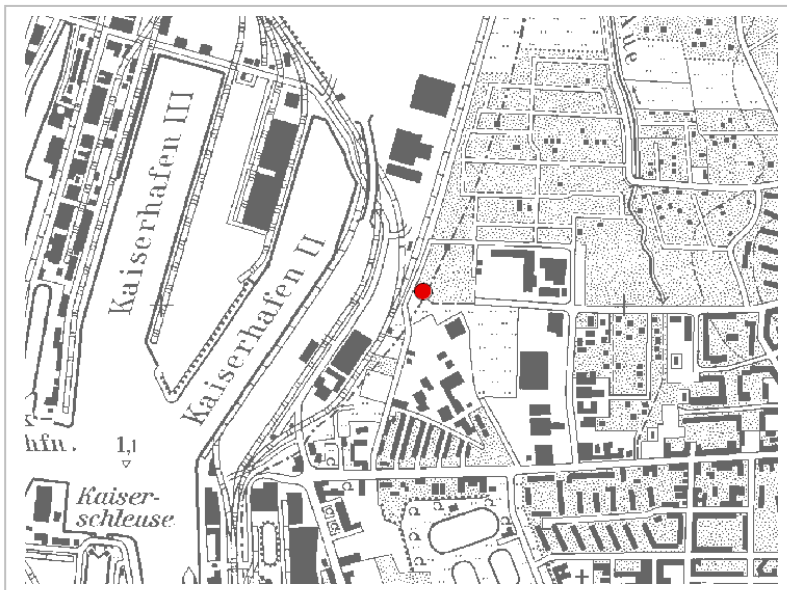 Kaiserhafen III
Kaiserhafen II
hfn.
1,1
Kaiser-
schleuse